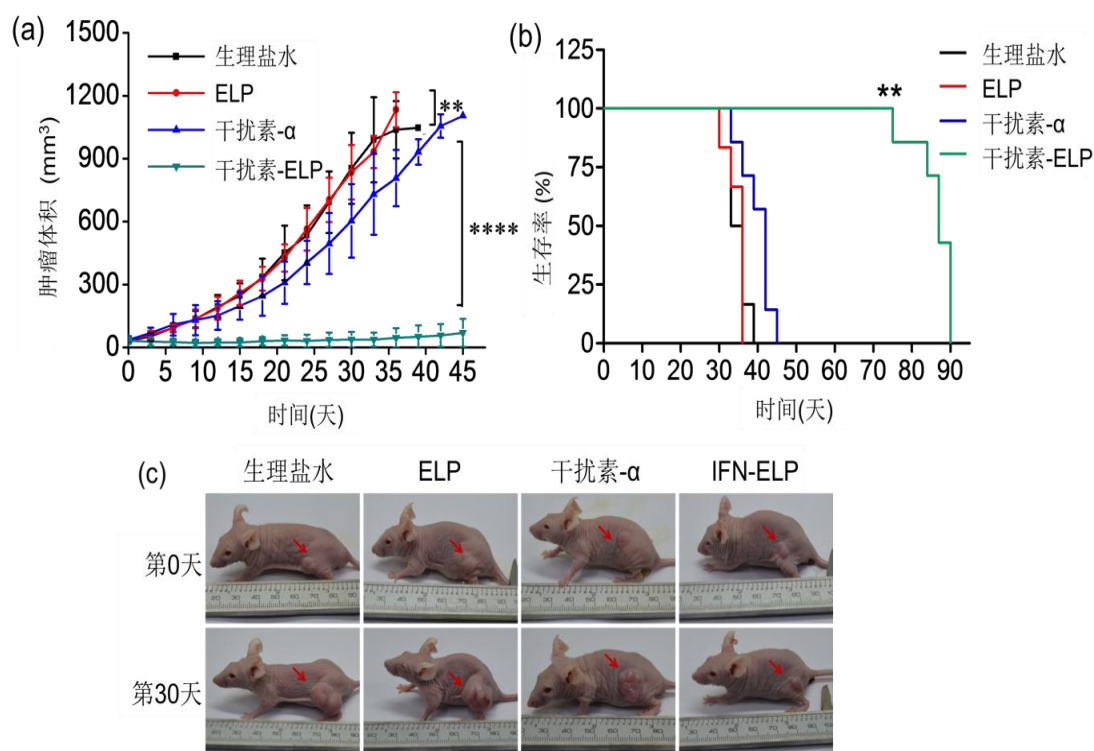 (a)
1500
1200
900
600
300
0
肿瘤体积 (mm³)
生理盐水
ELP
干扰素-α
干扰素-ELP
**
****
0 5 10 15 20 25 30 35 40 45
时间(天)
(b)
125
100
75
50
25
0
生存率 (%)
**
生理盐水
ELP
干扰素-α
干扰素-ELP
0 10 20 30 40 50 60 70 80 90
时间(天)
(c)
生理盐水 ELP 干扰素-α IFN-ELP
第0天
第30天